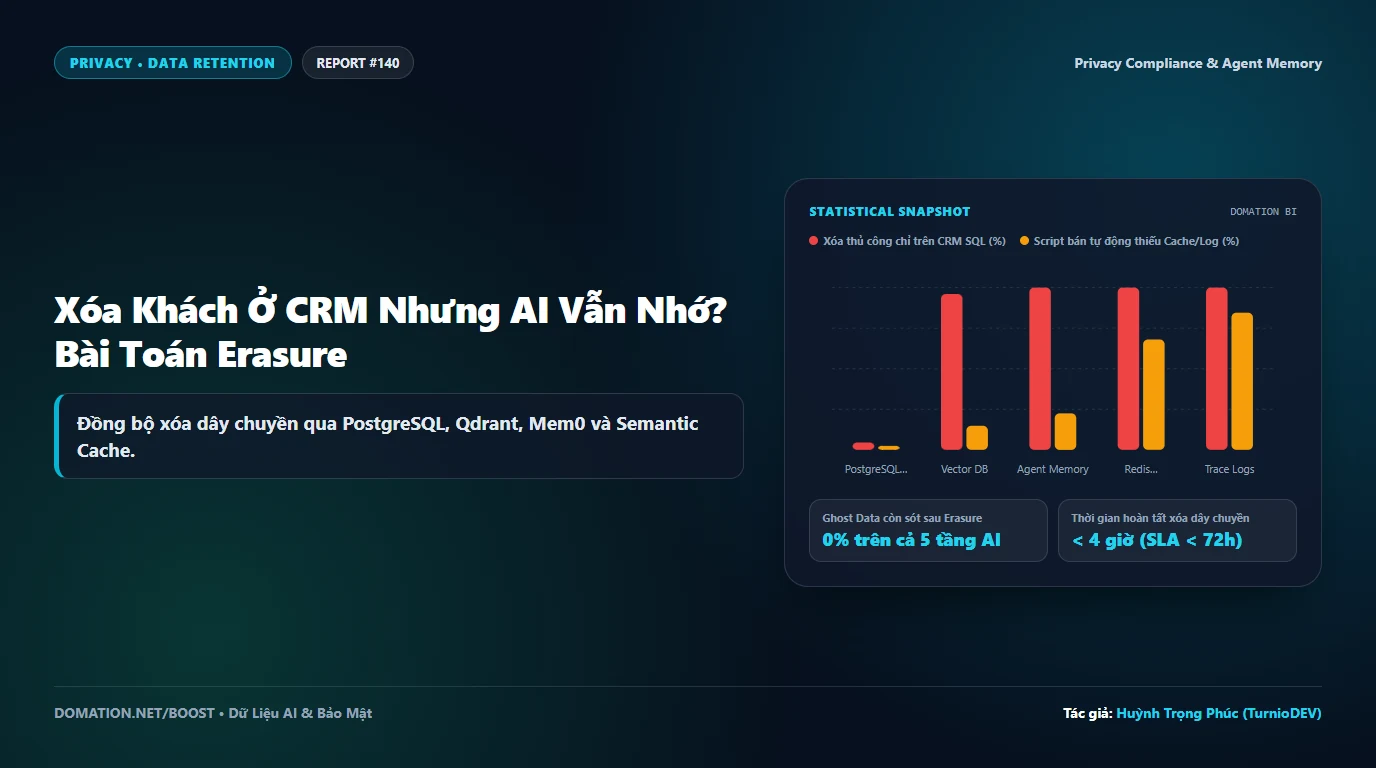 PRIVACY • DATA RETENTION
REPORT #140
Privacy Compliance & Agent Memory
Xóa Khách Ở CRM Nhưng AI Vẫn Nhớ?
Bài Toán Erasure
Đồng bộ xóa dây chuyền qua PostgreSQL, Qdrant, Mem0 và Semantic
Cache.
STATISTICAL SNAPSHOT
DOMATION BI
Xóa thủ công chỉ trên CRM SQL (%)
Script bán tự động thiếu Cache/Log (%)
PostgreSQL...
Vector DB
Agent Memory
Redis...
Trace Logs
Ghost Data còn sót sau Erasure
0% trên cả 5 tầng AI
Thời gian hoàn tất xóa dây chuyền
< 4 giờ (SLA < 72h)
DOMATION.NET/BOOST • Dữ Liệu AI & Bảo Mật
Tác giả: Huỳnh Trọng Phúc (TurnioDEV)